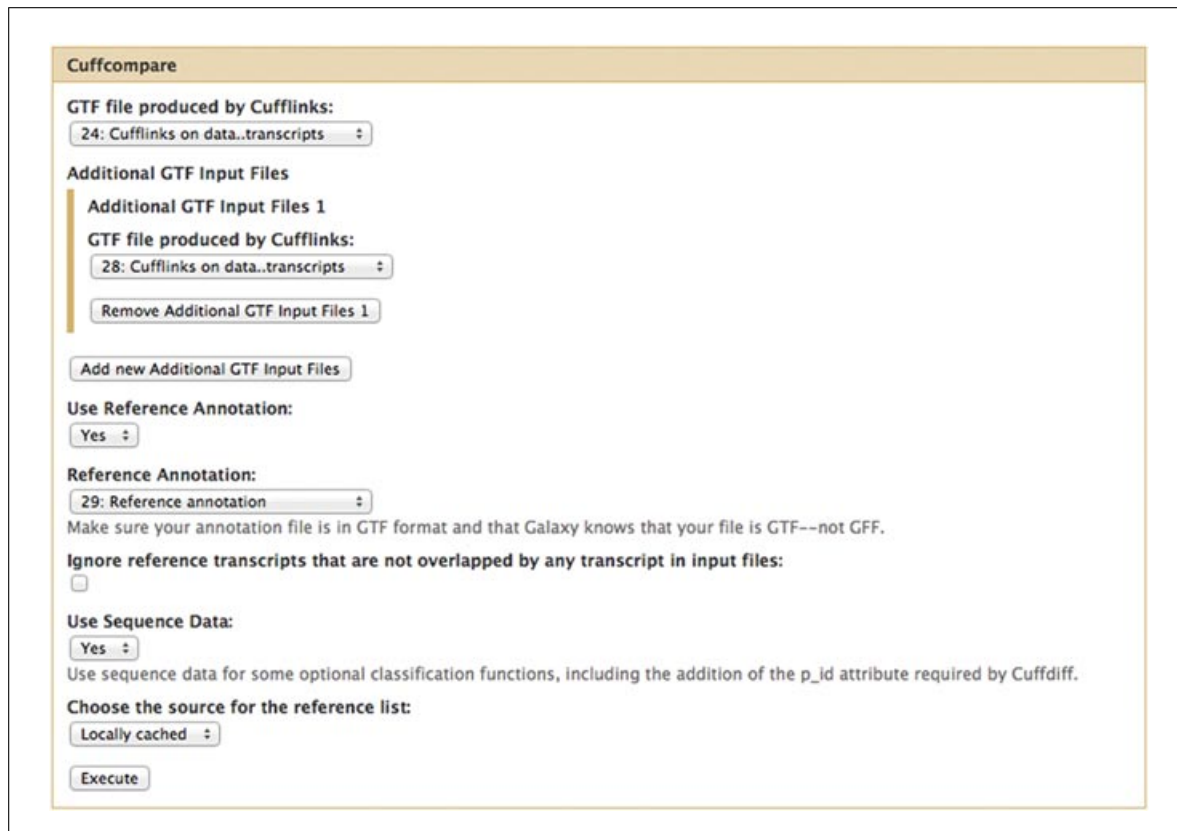 Cuffcompare
GTF file produced by Cufflinks:
24: Cufflinks on data..transcripts
Additional GTF Input Files
Additional GTF Input Files 1
GTF file produced by Cufflinks:
28: Cufflinks on data..transcripts
Remove Additional GTF Input Files 1
Add new Additional GTF Input Files
Use Reference Annotation:
Yes
Reference Annotation:
29: Reference annotation
Make sure your annotation file is in GTF format and that Galaxy knows that your file is GTF--not GFF.
Ignore reference transcripts that are not overlapped by any transcript in input files:
Use Sequence Data:
Yes
Use sequence data for some optional classification functions, including the addition of the p_id attribute required by Cuffdiff.
Choose the source for the reference list:
Locally cached
Execute